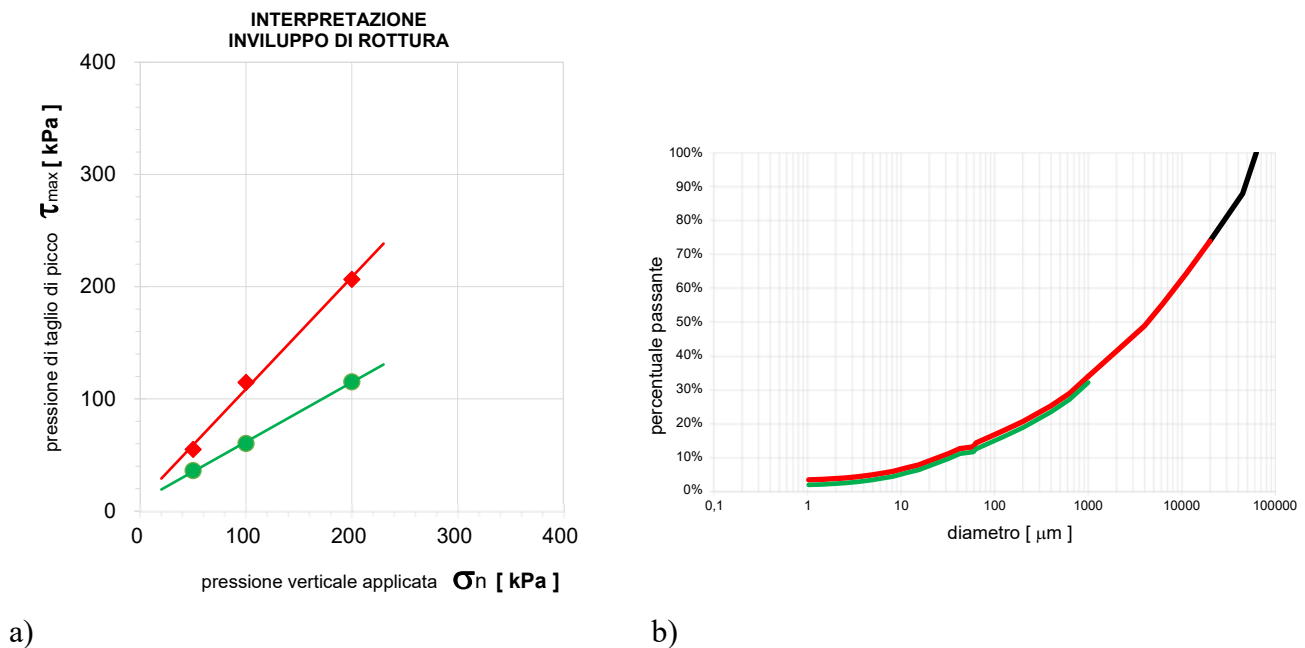 INTERPRETAZIONE
INVILUPPO DI ROTTURA
pressione di taglio di picco τmax [ kPa ]
400
300
200
100
0
0 100 200 300 400
pressione verticale applicata σn [ kPa ]
a)
percentuale passante
100%
90%
80%
70%
60%
50%
40%
30%
20%
10%
0%
0,1 1 10 100 1000 10000 100000
diametro [ μm ]
b)